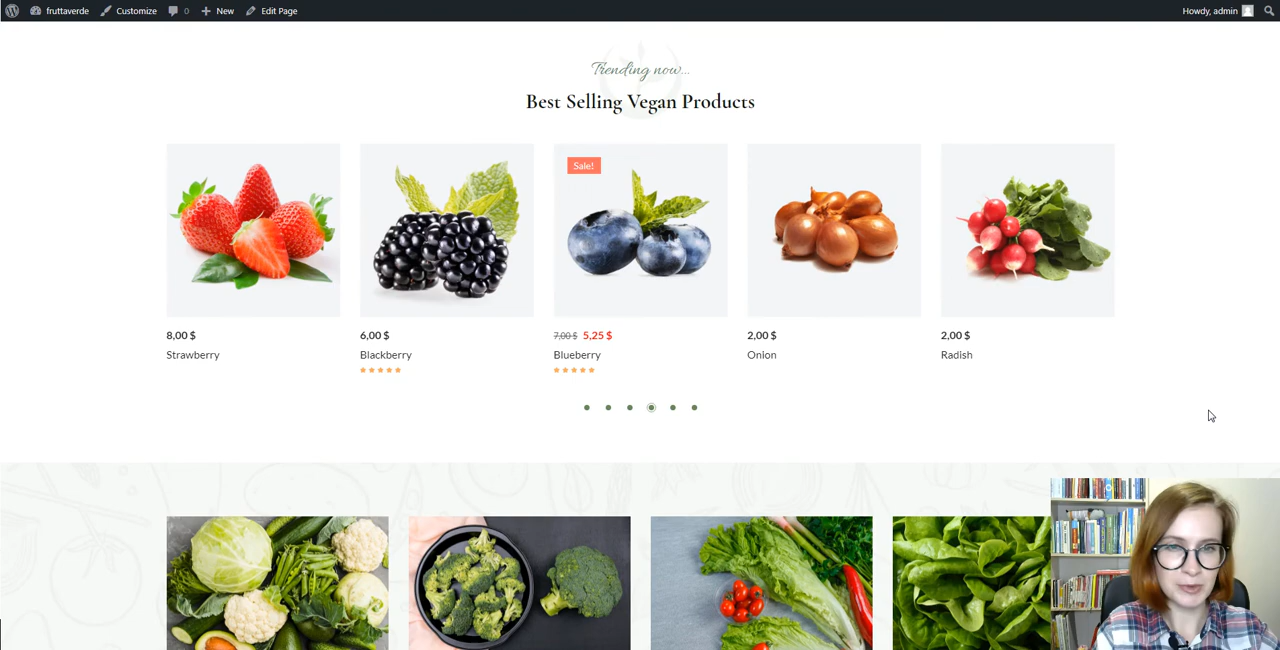 fruttaverde Customize 0 New Edit Page Howdy, admin
Trending now...
Best Selling Vegan Products
Sale!
8,00 $ 6,00 $ 7,00 $ 5,25 $ 2,00 $ 2,00 $
Strawberry Blackberry Blueberry Onion Radish